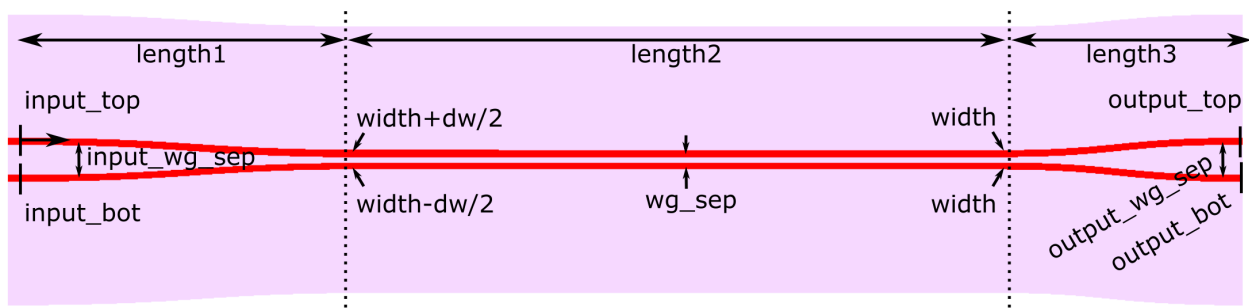 length1
length2
length3
input_top
width+dw/2
width
output_top
input_wg_sep
input_bot
width-dw/2
wg_sep
width
output_wg_sep
output_bot